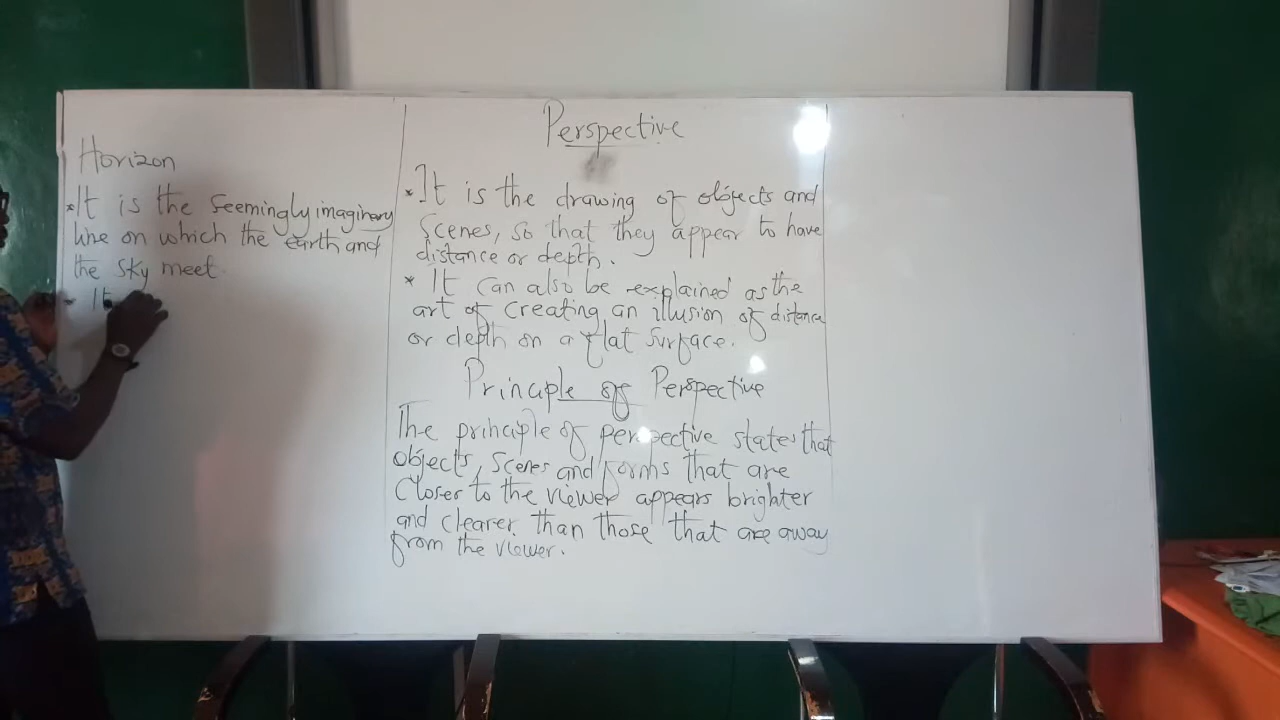 Horizon
* It is the seemingly imaginary
line on which the earth and
the sky meet.
* It
Perspective
* It is the drawing of objects and
Scenes, so that they appear to have
distance or depth.
* It can also be explained as the
art of creating an illusion of distance
or depth on a flat surface.
Principle of Perspective
The principle of perspective states that
objects, scenes and forms that are
closer to the viewer appears brighter
and clearer than those that are away
from the viewer.